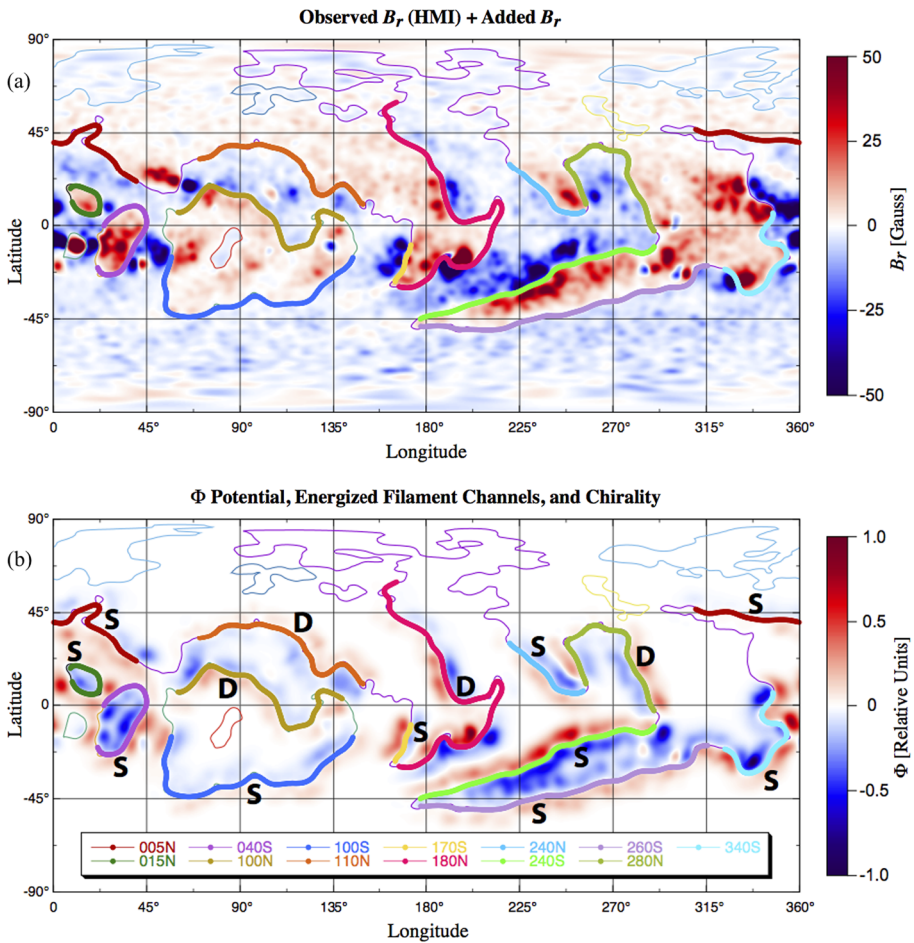 Observed Br (HMI) + Added Br
(a)
90°
45°
0°
-45°
-90°
Latitude
0° 45° 90° 135° 180° 225° 270° 315° 360°
Longitude
50
25
0
-25
-50
Br [Gauss]
Φ Potential, Energized Filament Channels, and Chirality
(b)
90°
45°
0°
-45°
-90°
Latitude
S
S
D
S
S
D
D
D
S
S
S
S
S
S
005N 040S 100S 170S 240N 260S 340S
015N 100N 110N 180N 240S 280N
0° 45° 90° 135° 180° 225° 270° 315° 360°
Longitude
1.0
0.5
0
-0.5
-1.0
Φ [Relative Units]